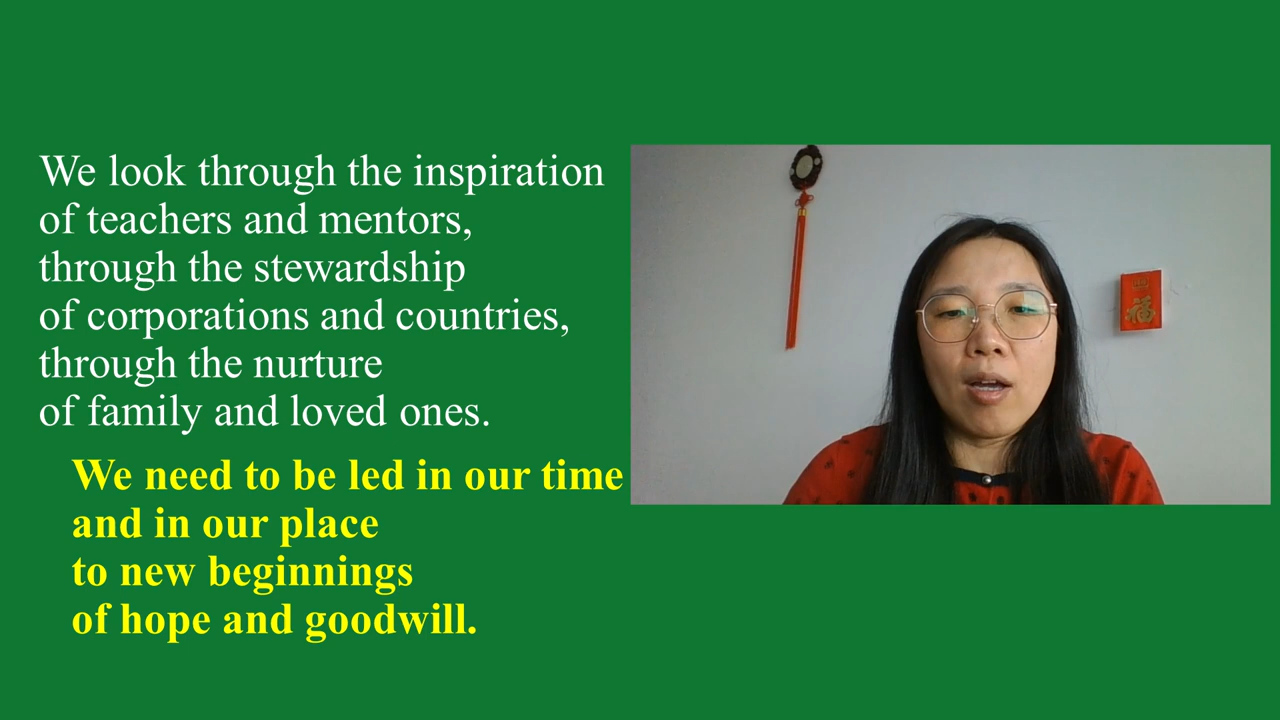 We look through the inspiration
of teachers and mentors,
through the stewardship
of corporations and countries,
through the nurture
of family and loved ones.
We need to be led in our time
and in our place
to new beginnings
of hope and goodwill.
福